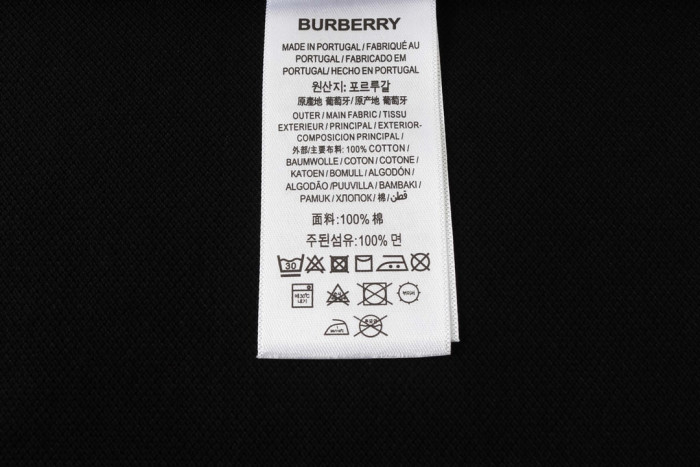 BURBERRY
MADE IN PORTUGAL / FABRIQUÉ AU
PORTUGAL / FABRICADO EM
PORTUGAL/ HECHO EN PORTUGAL
원산지: 포르투갈
原產地 葡萄牙/ 原产地 葡萄牙
OUTER / MAIN FABRIC / TISSU
EXTERIEUR / PRINCIPAL / EXTERIOR-
COMPOSICION PRINCIPAL /
外部/主要布料: 100% COTTON /
BAUMWOLLE / COTON / COTONE /
KATOEN / BOMULL / ALGODÓN /
ALGODÃO /PUUVILLA / BAMBAKI /
PAMUK / ХЛОПОК/ 棉/قطن
面料:100% 棉
주된섬유:100% 면
30